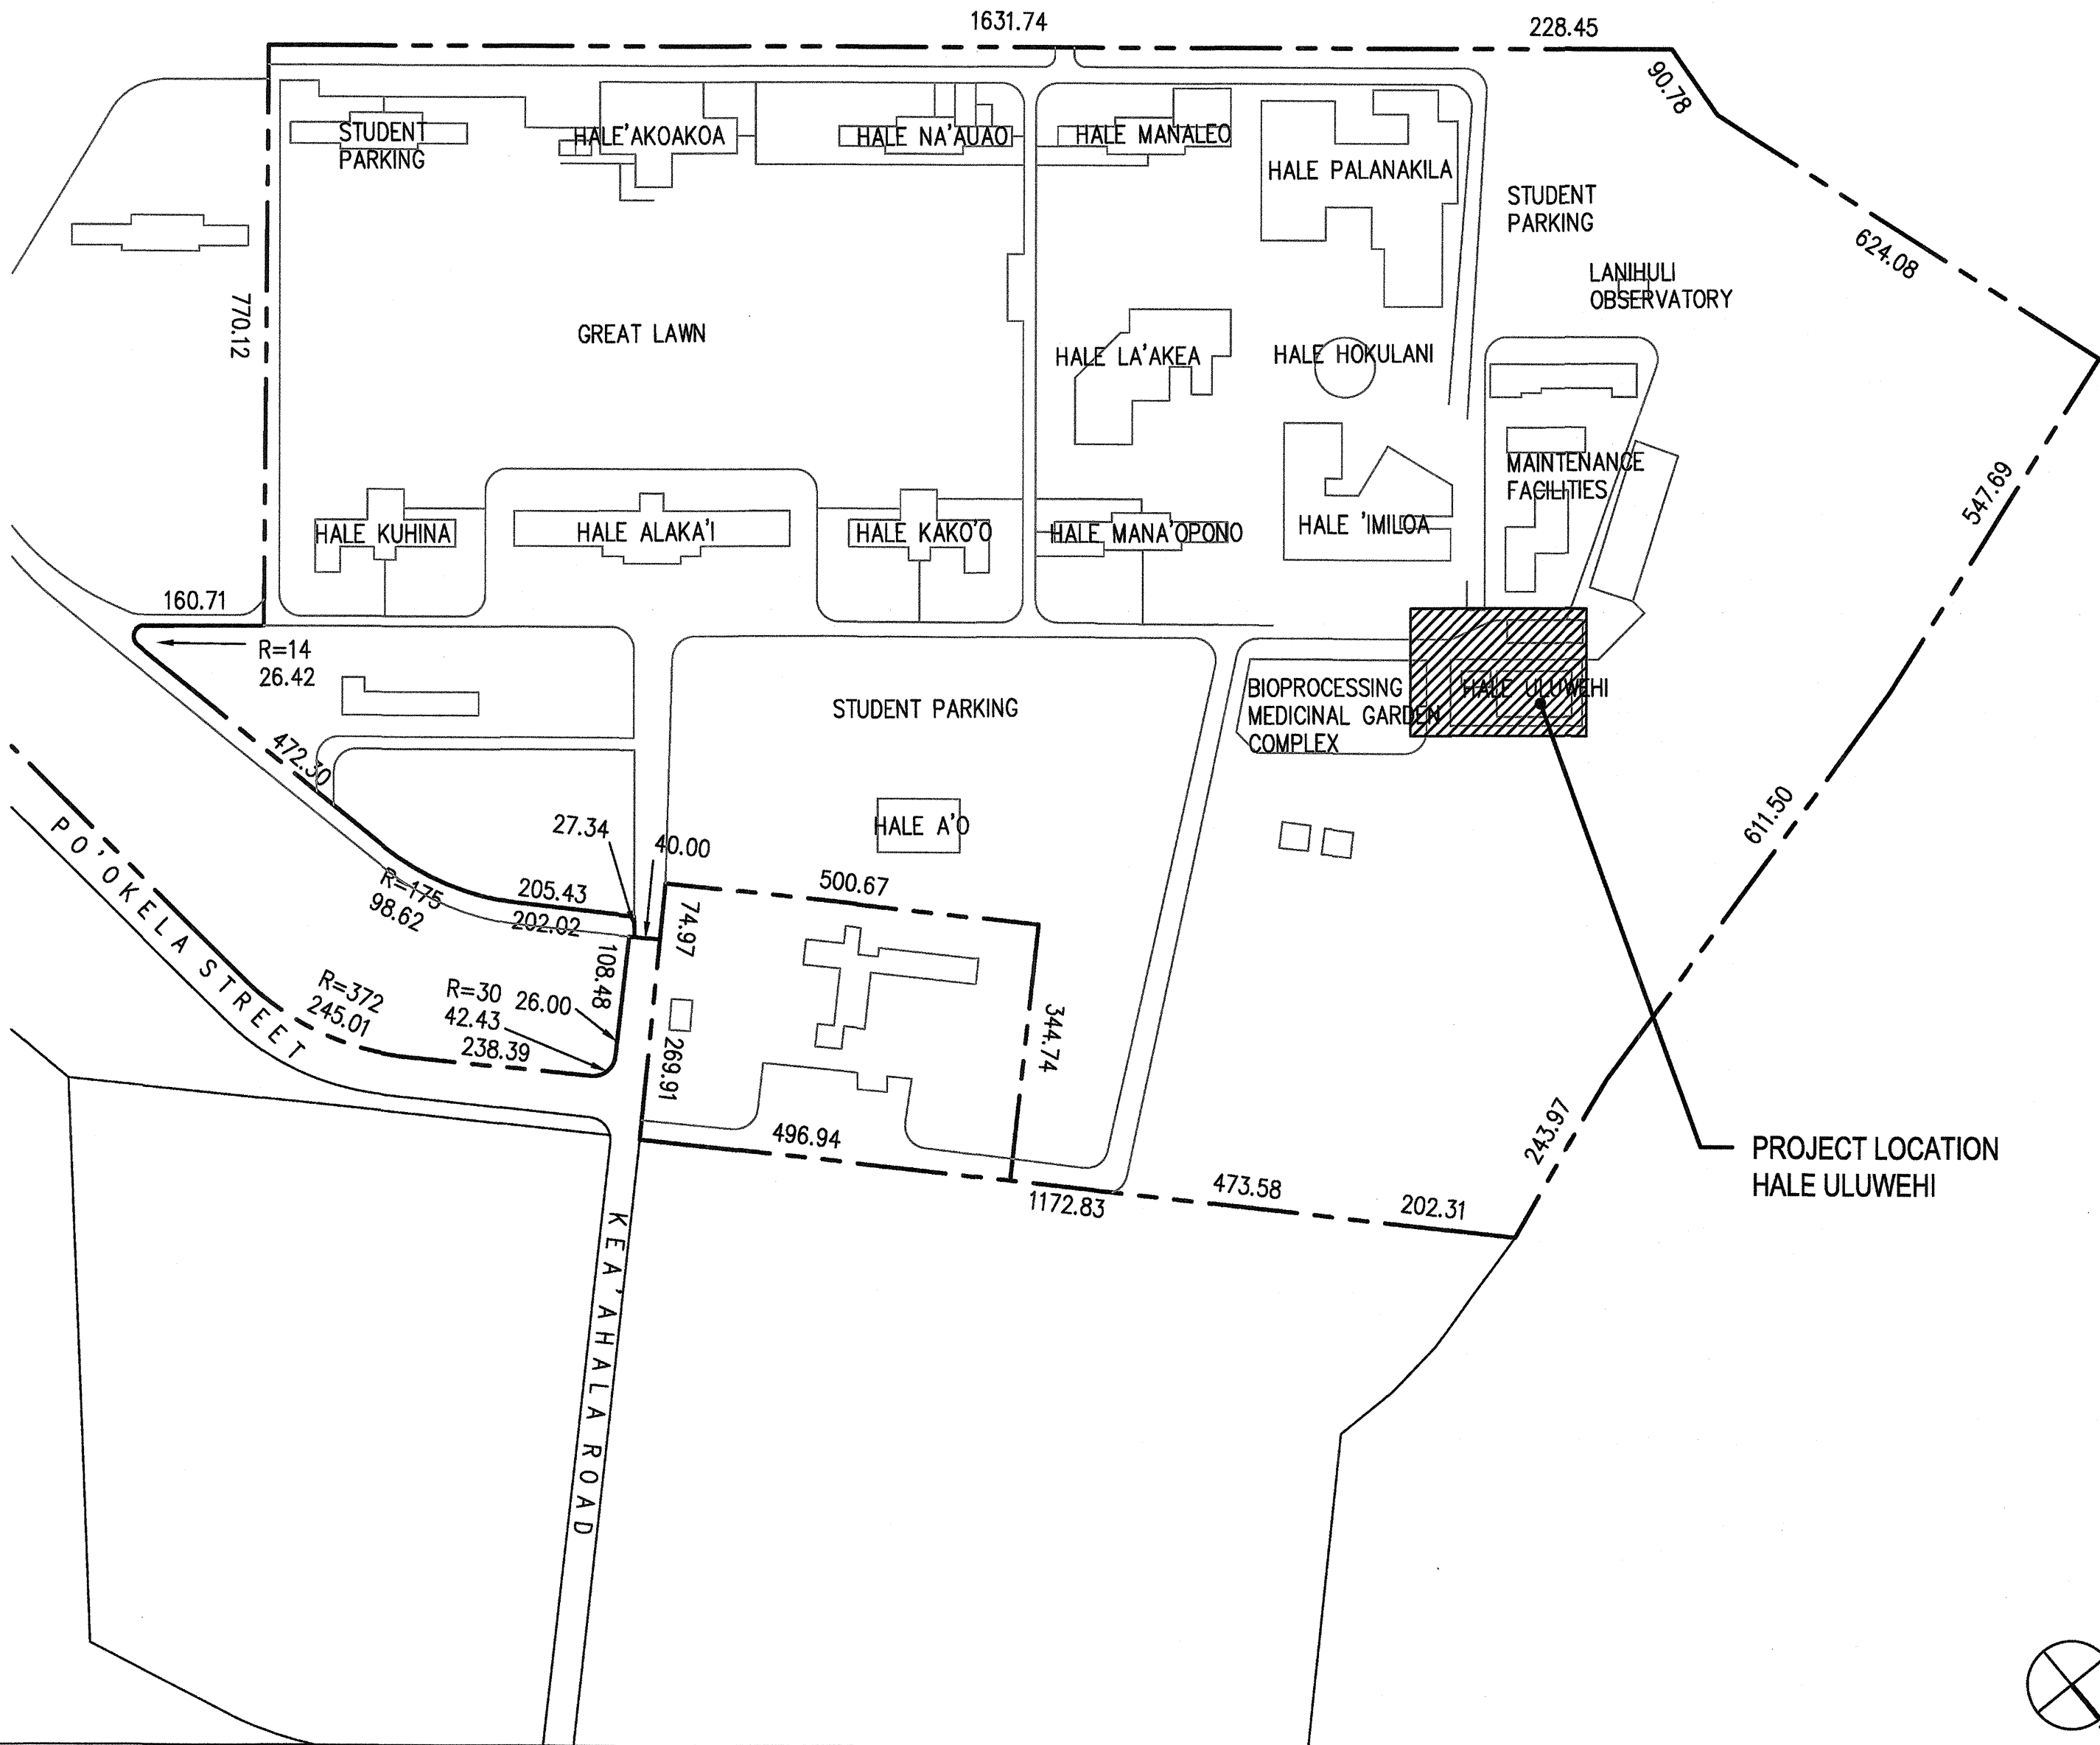 1631.74
228.45
90.78
624.08
STUDENT
PARKING
HALE'AKOAKOA
HALE NA'AUAO
HALE MANALEO
HALE PALANAKILA
STUDENT
PARKING
LANIHULI
OBSERVATORY
770.12
GREAT LAWN
HALE LA'AKEA
HALE HOKULANI
MAINTENANCE
FACILITIES
547.69
HALE KUHINA
HALE ALAKA'I
HALE KAKO'O
HALE MANA'OPONO
HALE 'IMILOA
160.71
R=14
26.42
STUDENT PARKING
BIOPROCESSING
MEDICINAL GARDEN
COMPLEX
HALE ULUWEHI
472.30
611.50
PO'OKELA STREET
27.34
40.00
HALE A'O
R=175
98.62
205.43
202.02
500.67
74.97
108.48
R=372
245.01
R=30
42.43
26.00
238.39
269.91
344.74
496.94
1172.83
473.58
202.31
243.97
PROJECT LOCATION
HALE ULUWEHI
KEA'AHALA ROAD